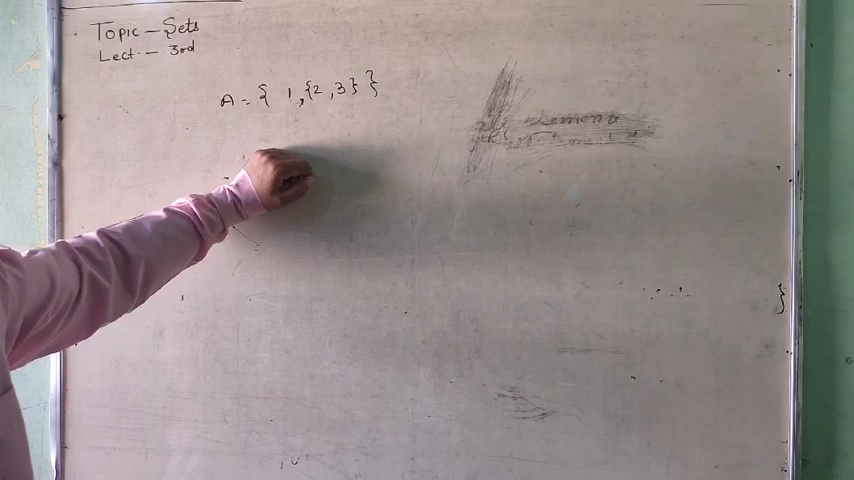 Topic - Sets
Lect. - 3rd
A = { 1, {2, 3} }